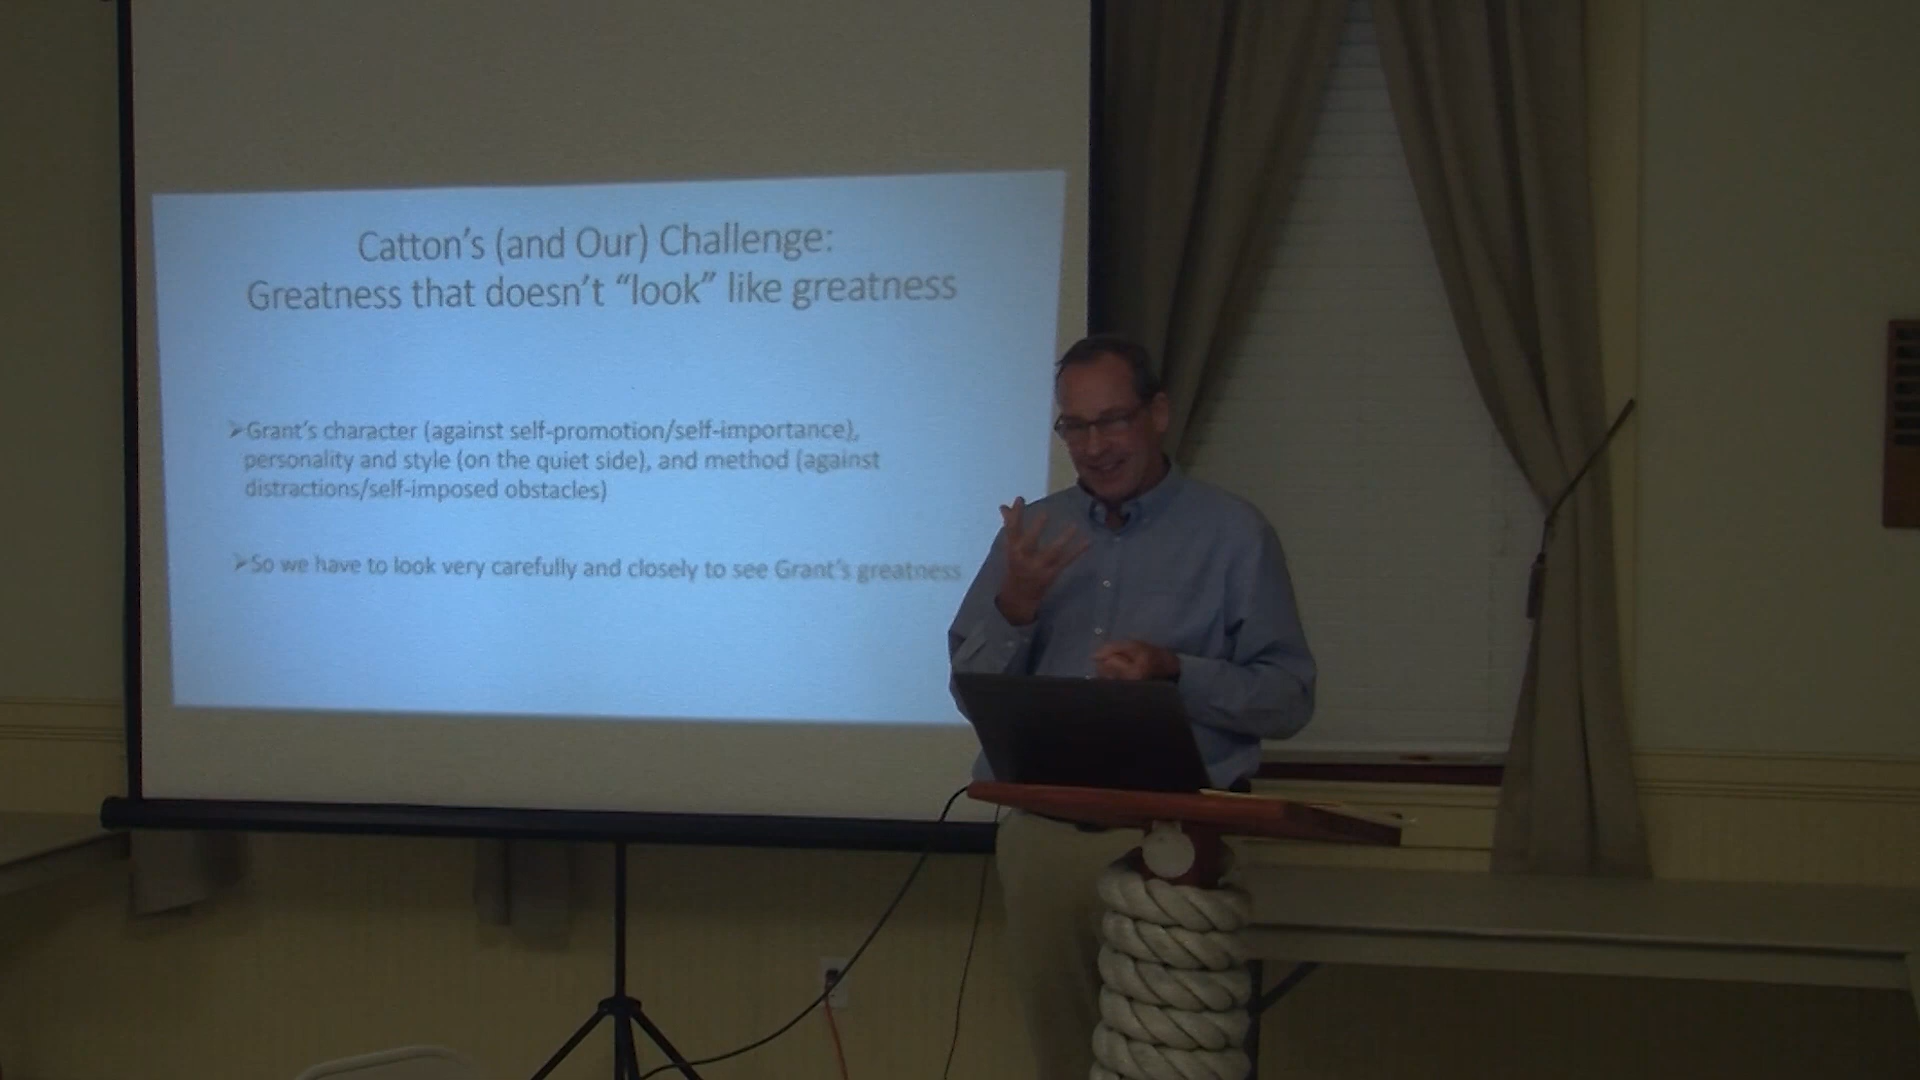 Catton's (and Our) Challenge:
Greatness that doesn't “look” like greatness
➢Grant's character (against self-promotion/self-importance),
personality and style (on the quiet side), and method (against
distractions/self-imposed obstacles)
➢So we have to look very carefully and closely to see Grant's greatness